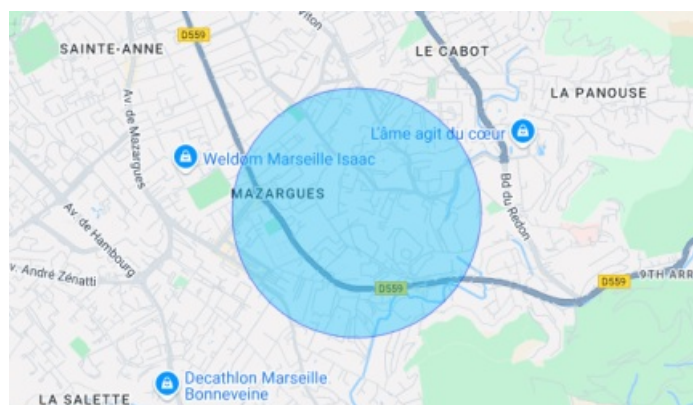 D559
viton
LE CABOT
SAINTE-ANNE
LA PANOUSE
Av. de Mazargues
L'âme agit du cœur
Weldom Marseille Isaac
MAZARGUES
Bd du Redon
Av. de Hambourg
v. André Zénatti
D559
D559
9TH ARR
Decathlon Marseille
Bonneveine
LA SALETTE